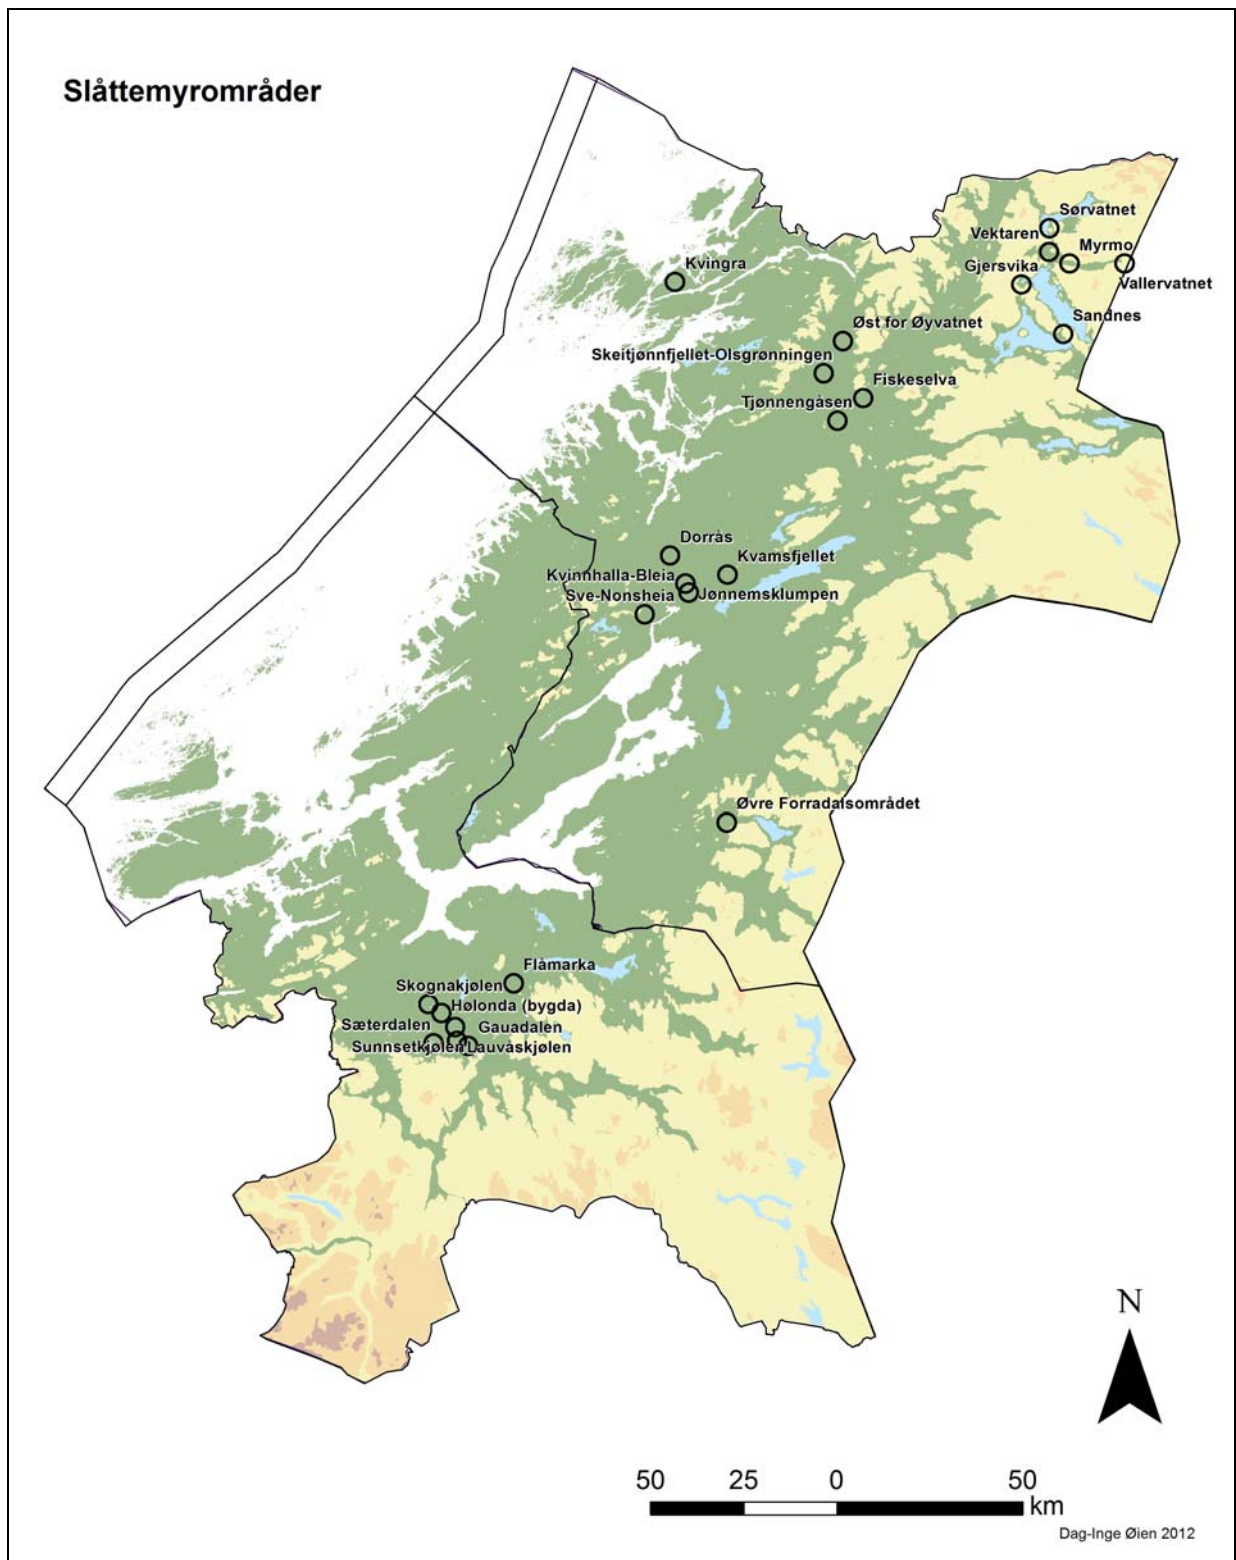 Slåttemyrområder
Sørvatnet
Vektaren
Myrmo
Kvingra
Gjersvika
Vallervatnet
Sandnes
Øst for Øyvatnet
Skeitjønnfjellet-Olsgrønningen
Fiskeselva
Tjønnengåsen
Dorrås
Kvamsfjellet
Kvinnhalla-Bleia
Sve-Nonsheia
Jønnemsklumpen
Øvre Forradalsområdet
Flåmarka
Skognakjølen
Hølonda (bygda)
Sæterdalen
Gauadalen
Sunnsetkjølen
Lauvåskjølen
N
50 25 0 50
km
Dag-Inge Øien 2012